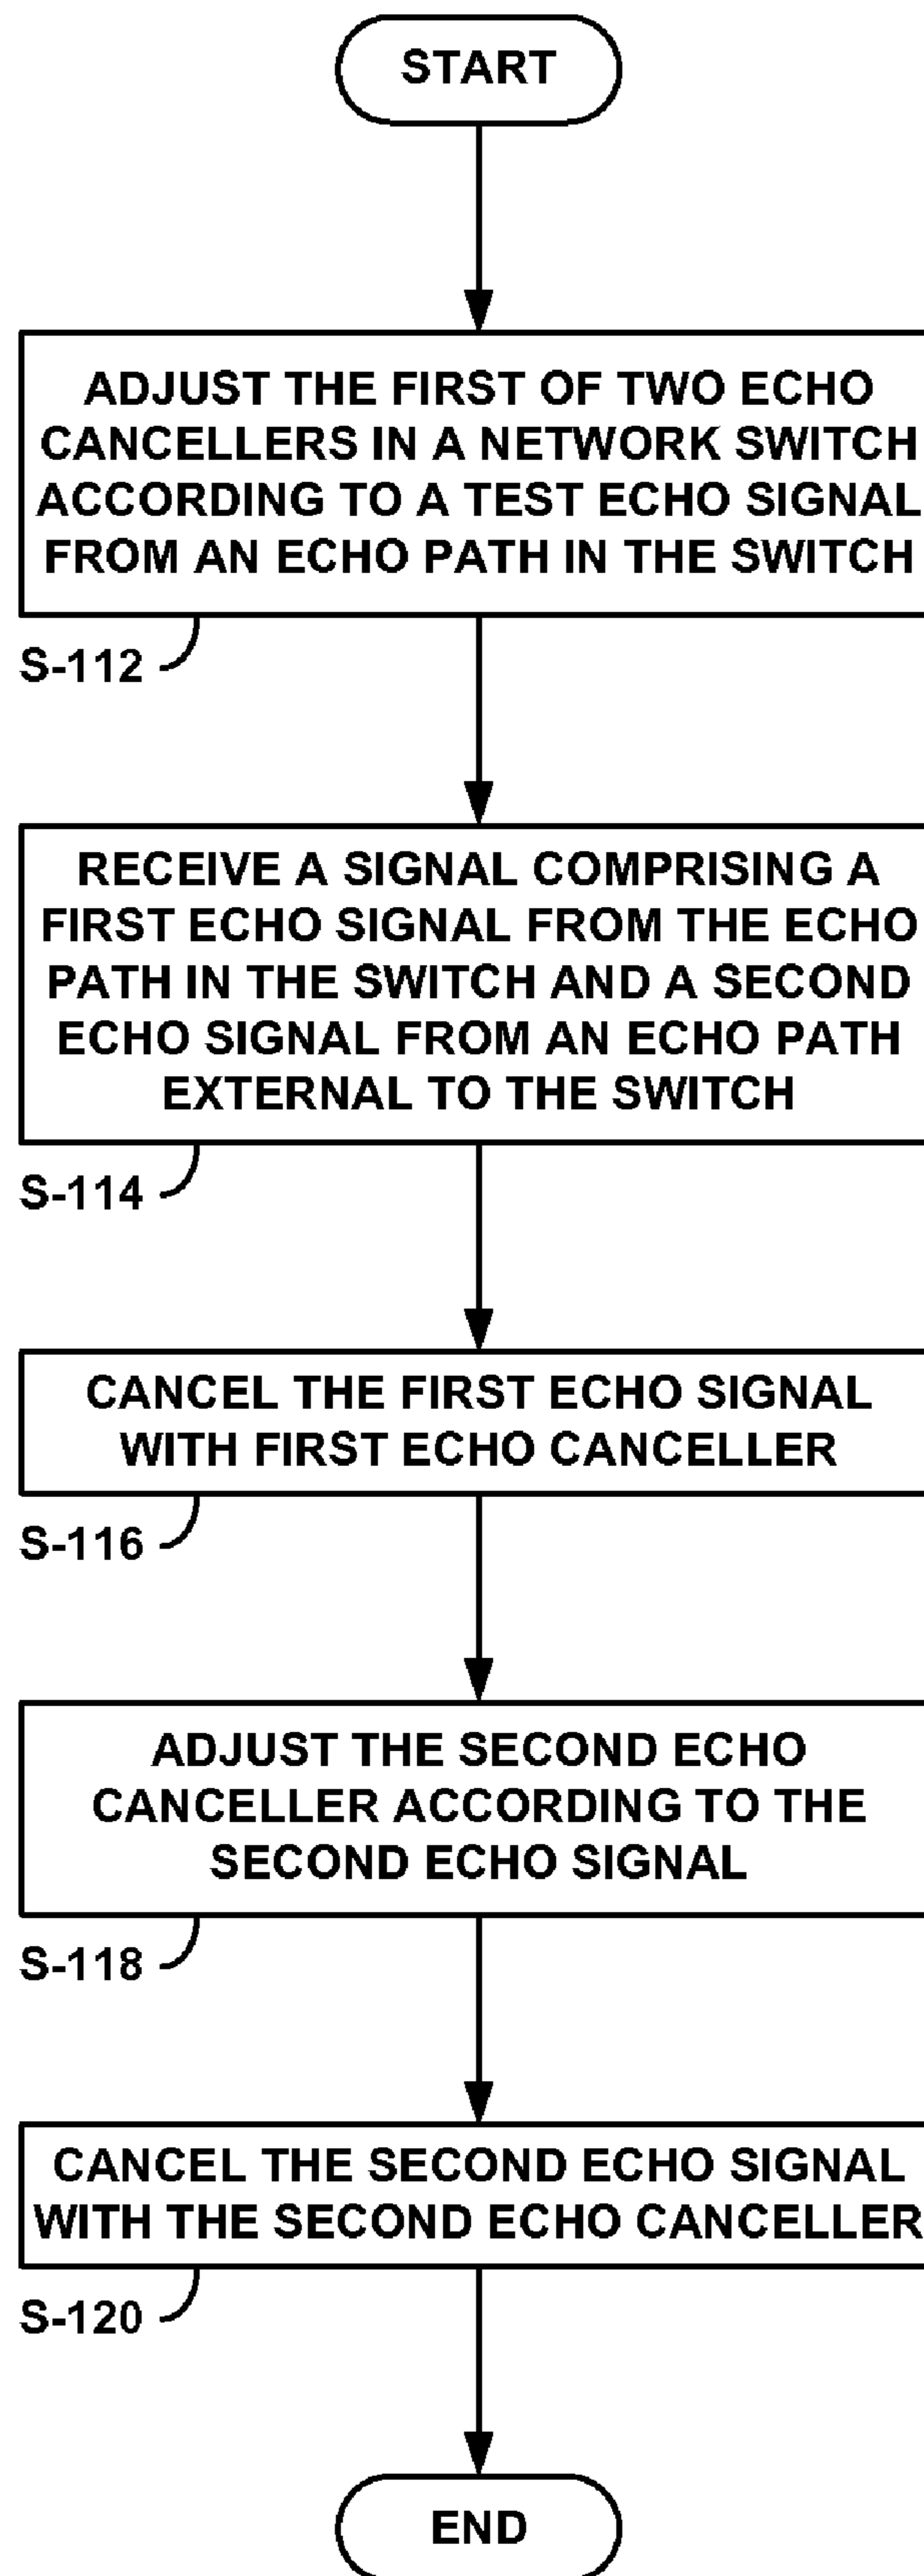 START
ADJUST THE FIRST OF TWO ECHO
CANCELLERS IN A NETWORK SWITCH
ACCORDING TO A TEST ECHO SIGNAL
FROM AN ECHO PATH IN THE SWITCH
S-112
RECEIVE A SIGNAL COMPRISING A
FIRST ECHO SIGNAL FROM THE ECHO
PATH IN THE SWITCH AND A SECOND
ECHO SIGNAL FROM AN ECHO PATH
EXTERNAL TO THE SWITCH
S-114
CANCEL THE FIRST ECHO SIGNAL
WITH FIRST ECHO CANCELLER
S-116
ADJUST THE SECOND ECHO
CANCELLER ACCORDING TO THE
SECOND ECHO SIGNAL
S-118
CANCEL THE SECOND ECHO SIGNAL
WITH THE SECOND ECHO CANCELLER
S-120
END